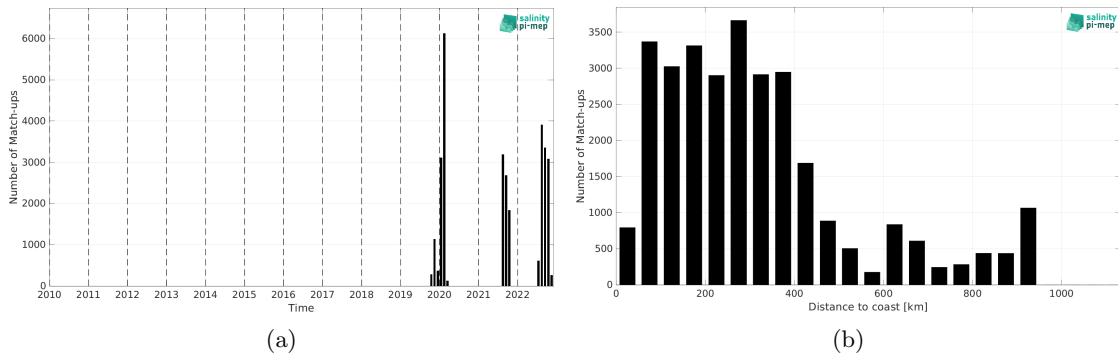 salinity
pi-mep
Number of Match-ups
6000
5000
4000
3000
2000
1000
0
2010 2011 2012 2013 2014 2015 2016 2017 2018 2019 2020 2021 2022
Time
(a)
salinity
pi-mep
Number of Match-ups
3500
3000
2500
2000
1500
1000
500
0
0 200 400 600 800 1000
Distance to coast [km]
(b)